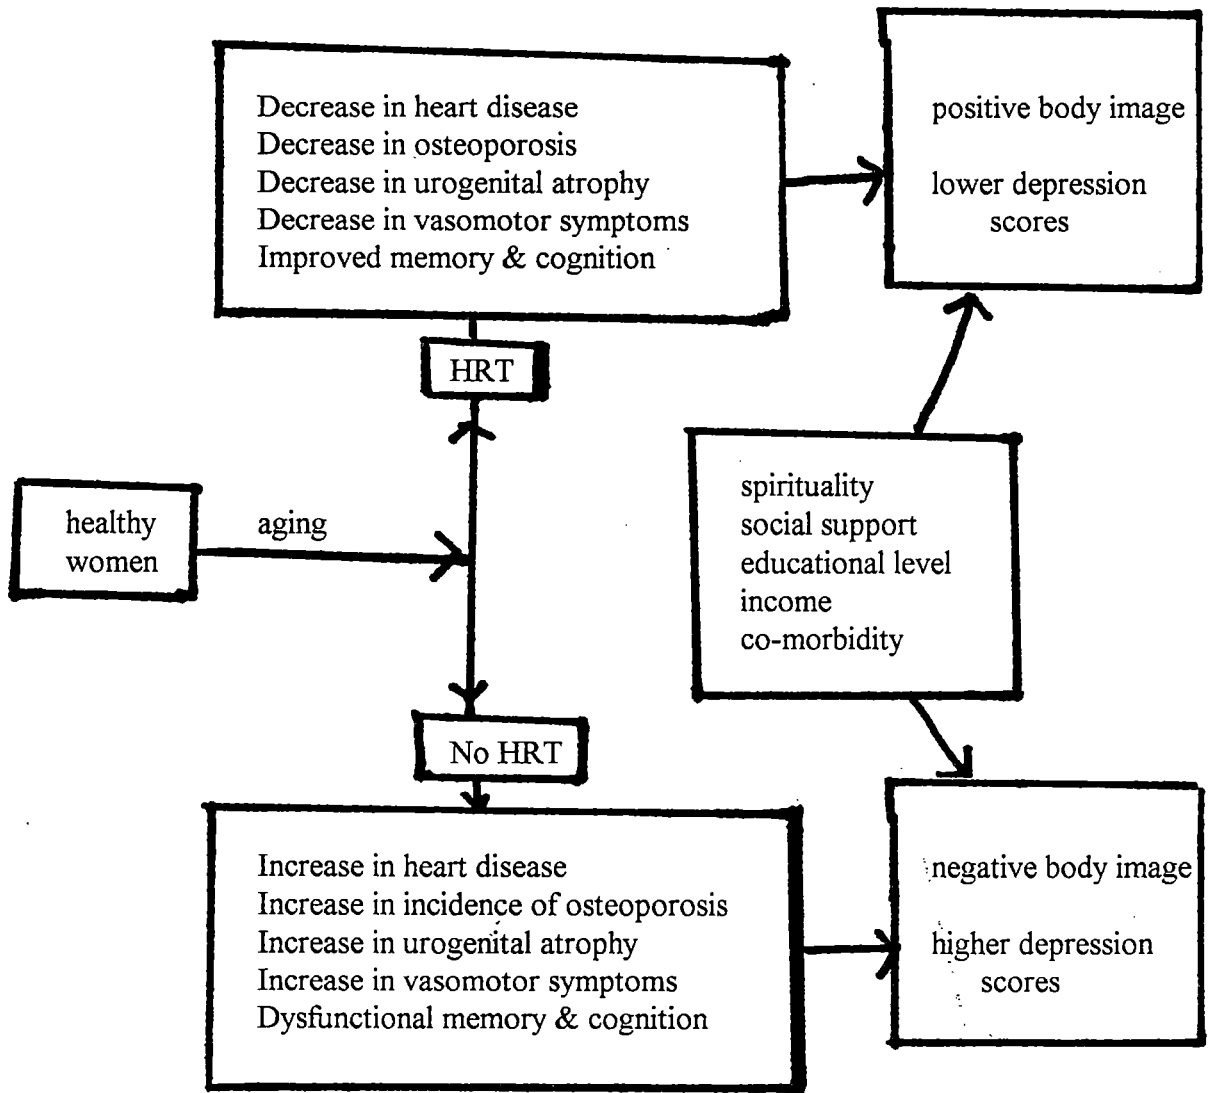 Decrease in heart disease
Decrease in osteoporosis
Decrease in urogenital atrophy
Decrease in vasomotor symptoms
Improved memory & cognition
positive body image
lower depression
scores
HRT
healthy
women
aging
spirituality
social support
educational level
income
co-morbidity
No HRT
Increase in heart disease
Increase in incidence of osteoporosis
Increase in urogenital atrophy
Increase in vasomotor symptoms
Dysfunctional memory & cognition
negative body image
higher depression
scores